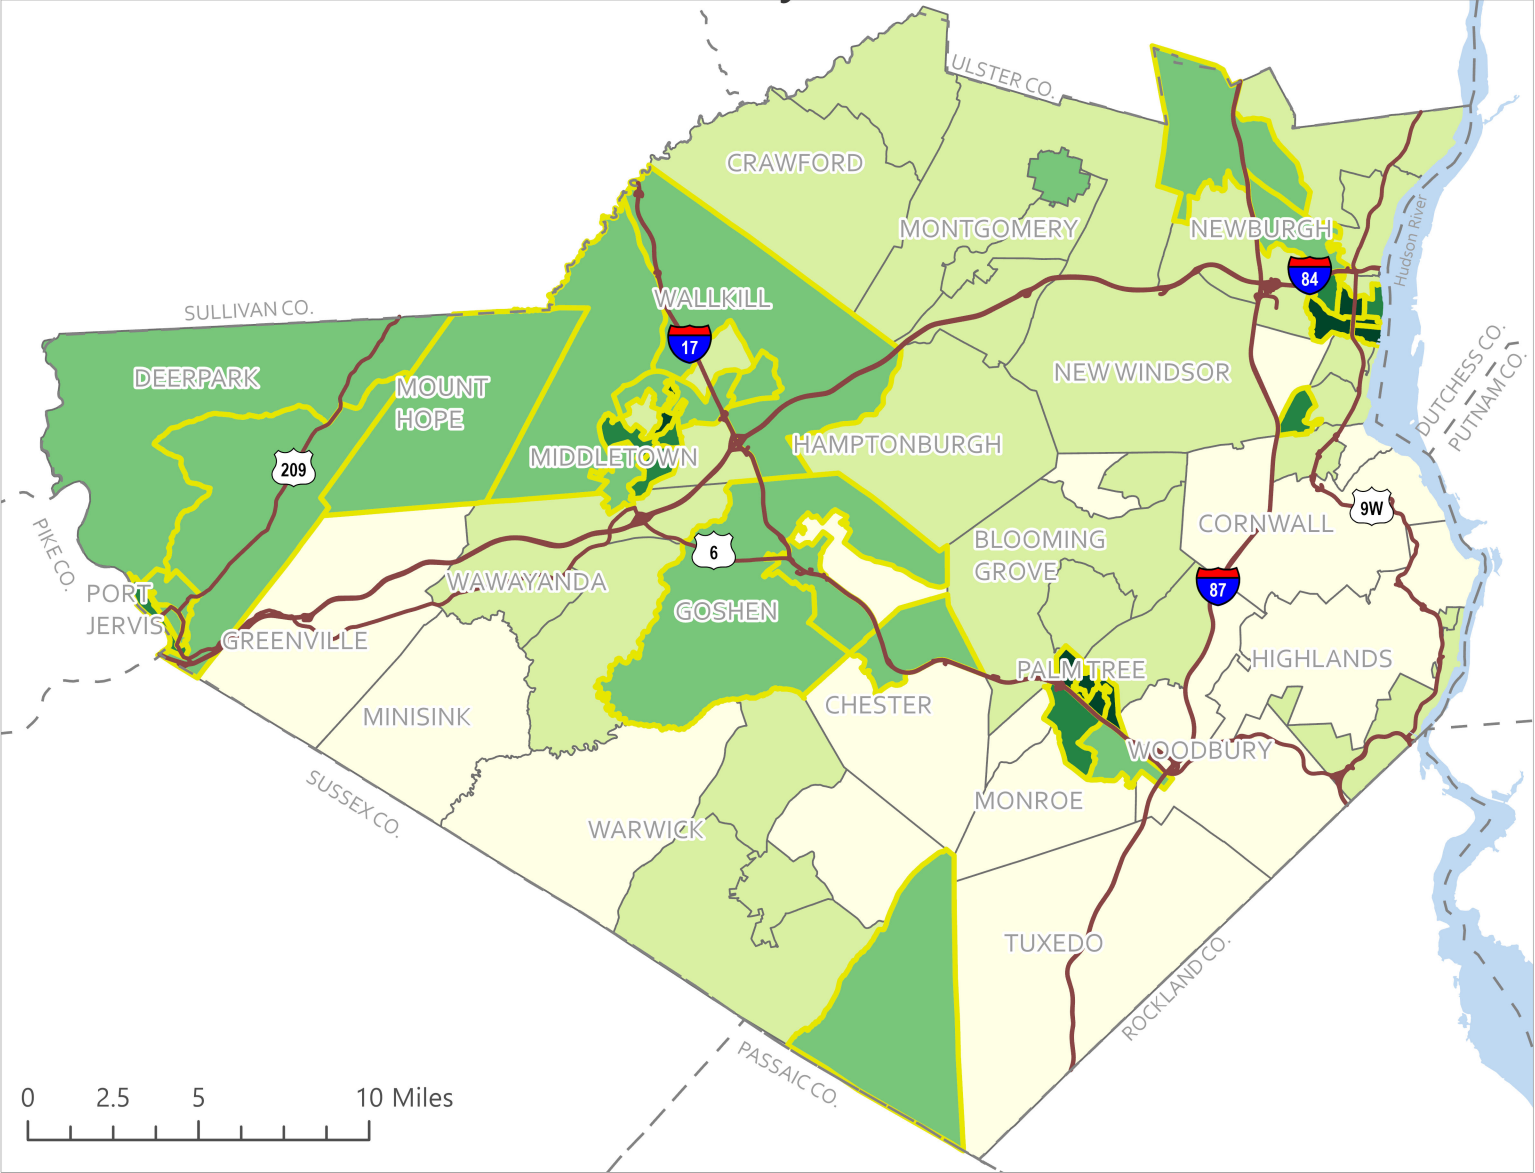 ULSTER CO.
CRAWFORD
MONTGOMERY
NEWBURGH
Hudson River
84
SULLIVAN CO.
WALLKILL
17
DEERPARK
MOUNT
HOPE
NEW WINDSOR
DUTCHESS CO.
PUTNAM CO.
209
MIDDLETOWN
HAMPTONBURGH
9W
PIKE CO.
6
BLOOMING
GROVE
CORNWALL
PORT
JERVIS
WAWAYANDA
GOSHEN
87
GREENVILLE
HIGHLANDS
PALM TREE
MINISINK
CHESTER
WOODBURY
SUSSEX CO.
MONROE
WARWICK
TUXEDO
ROCKLAND CO.
PASSAIC CO.
0 2.5 5 10 Miles